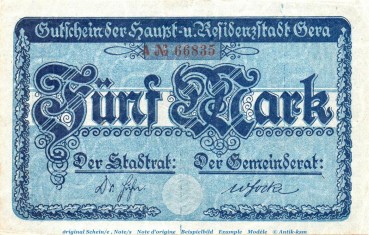 Gutschein der Haupt- u. Residenzstadt Gera
A № 66835
Fünf Mark
Der Stadtrat: Der Gemeinderat:
original Schein/e , Note/s Note d'origine Beispielbild Example Modèle © Antik-kam